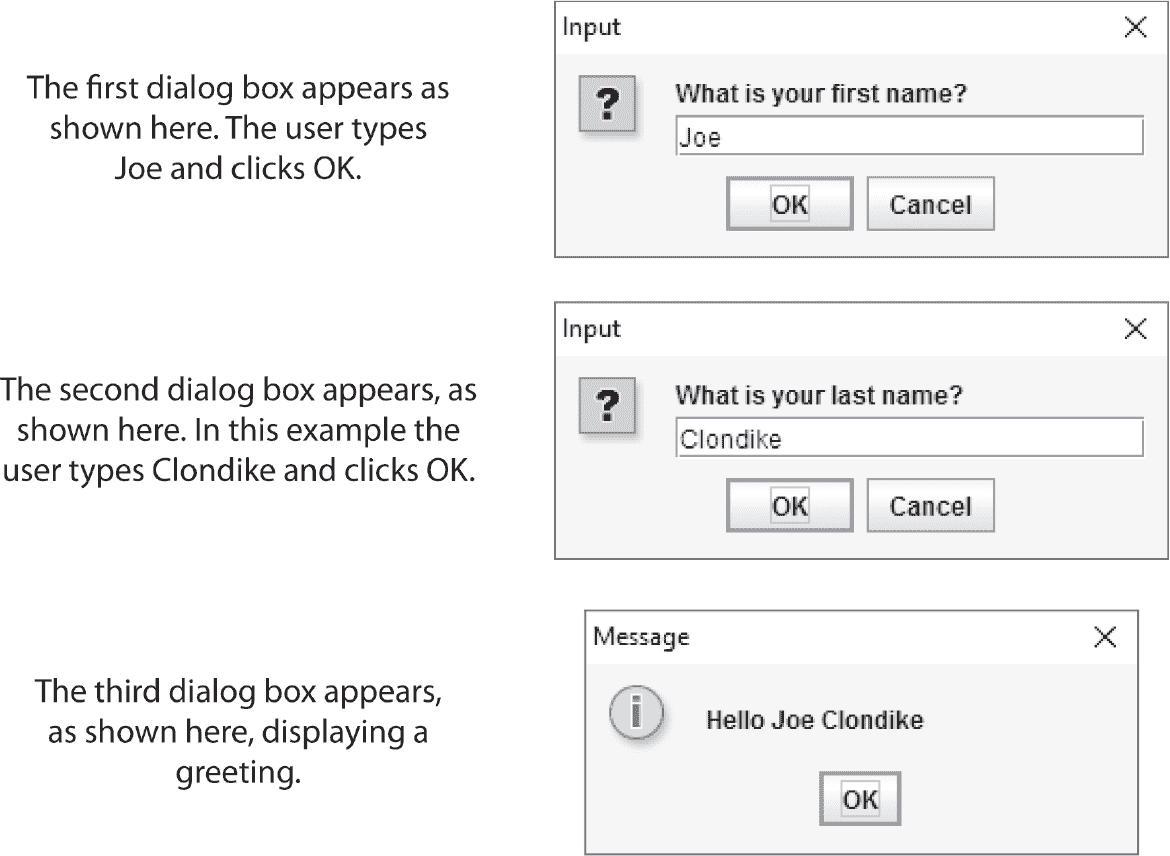 The first dialog box appears as
shown here. The user types
Joe and clicks OK.
Input
?
What is your first name?
Joe
OK Cancel
The second dialog box appears, as
shown here. In this example the
user types Clondike and clicks OK.
Input
?
What is your last name?
Clondike
OK Cancel
The third dialog box appears,
as shown here, displaying a
greeting.
Message
i
Hello Joe Clondike
OK